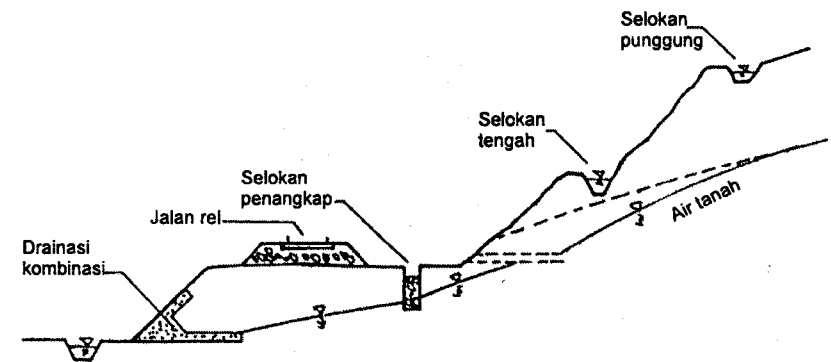 Selokan
punggung
Selokan
tengah
Selokan
penangkap
Jalan rel
Drainasi
kombinasi
Air tanah